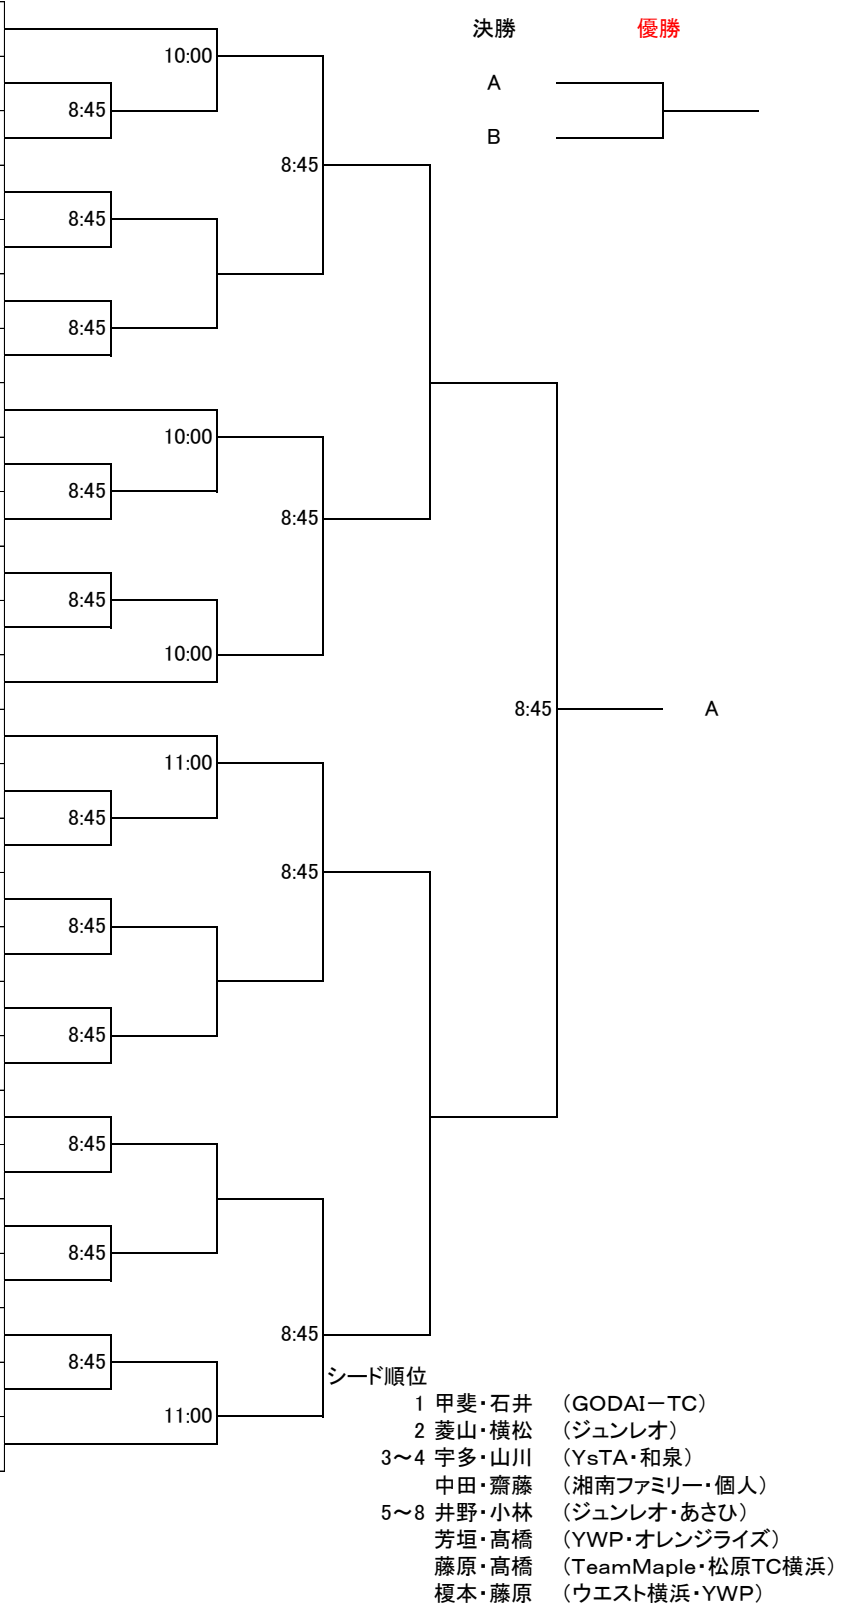 決勝 優勝
10:00
A
8:45
B
8:45
8:45
8:45
10:00
8:45
8:45
8:45
10:00
8:45 A
11:00
8:45
8:45
8:45
8:45
8:45
8:45
8:45
8:45
シード順位
1 甲斐・石井 （GODAI－TC）
11:00
2 菱山・横松 （ジュンレオ）
3～4 宇多・山川 （YsTA・和泉）
中田・齋藤 （湘南ファミリー・個人）
5～8 井野・小林 （ジュンレオ・あさひ）
芳垣・髙橋 （YWP・オレンジライズ）
藤原・髙橋 （TeamMaple・松原TC横浜）
榎本・藤原 （ウエスト横浜・YWP）